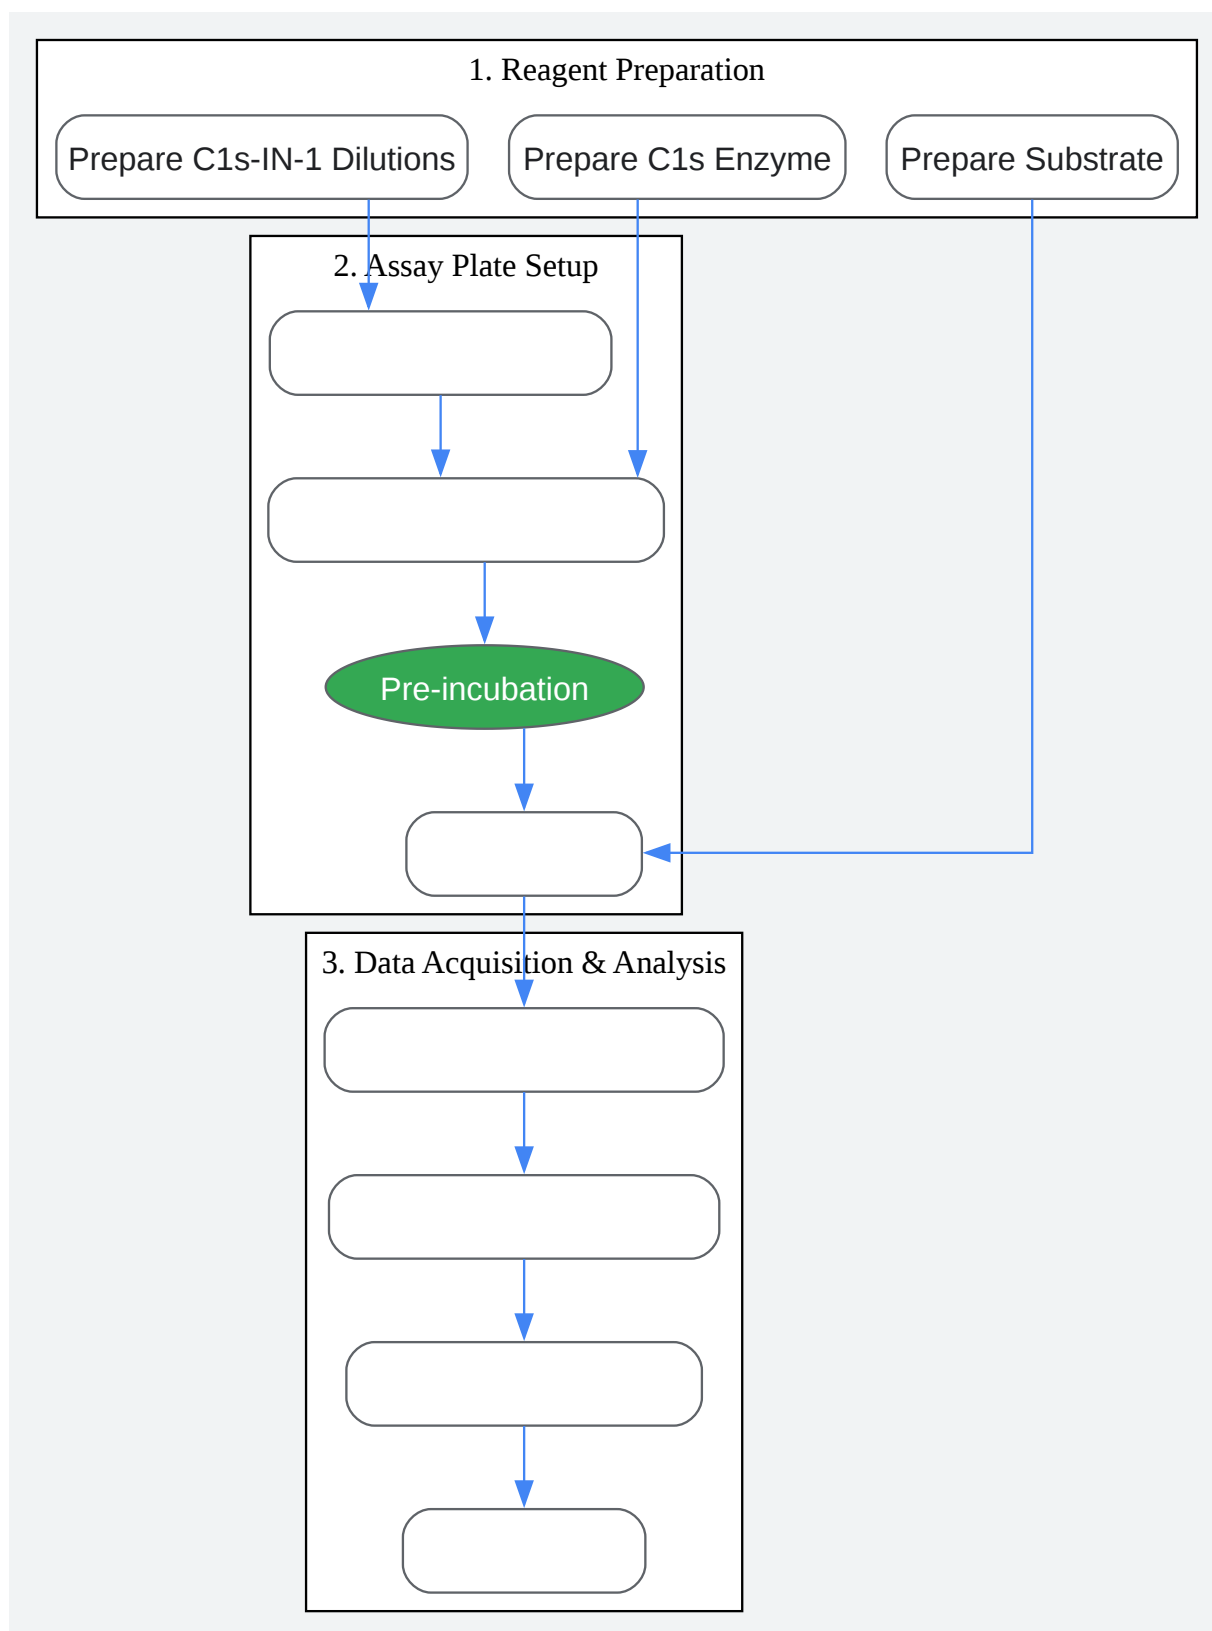 1. Reagent Preparation
Prepare C1s-IN-1 Dilutions
Prepare C1s Enzyme
Prepare Substrate
2. Assay Plate Setup
Pre-incubation
3. Data Acquisition & Analysis